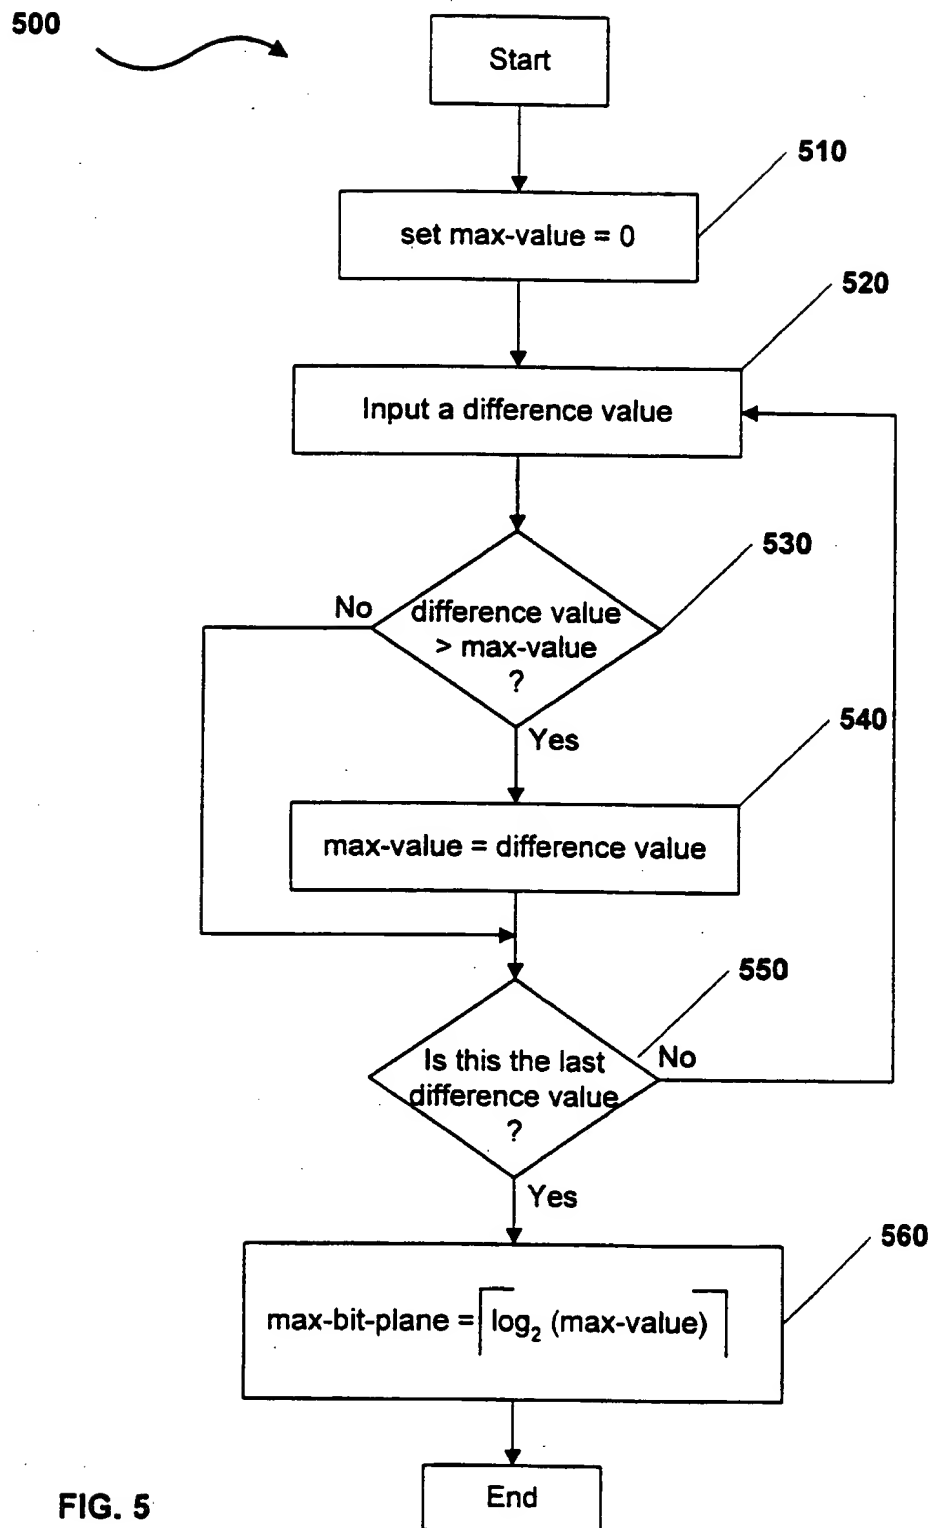 500
Start
510
set max-value = 0
520
Input a difference value
530
No
difference value
> max-value
?
Yes
540
max-value = difference value
550
No
Is this the last
difference value
?
Yes
560
max-bit-plane = ⌈log₂ (max-value)⌉
End
FIG. 5